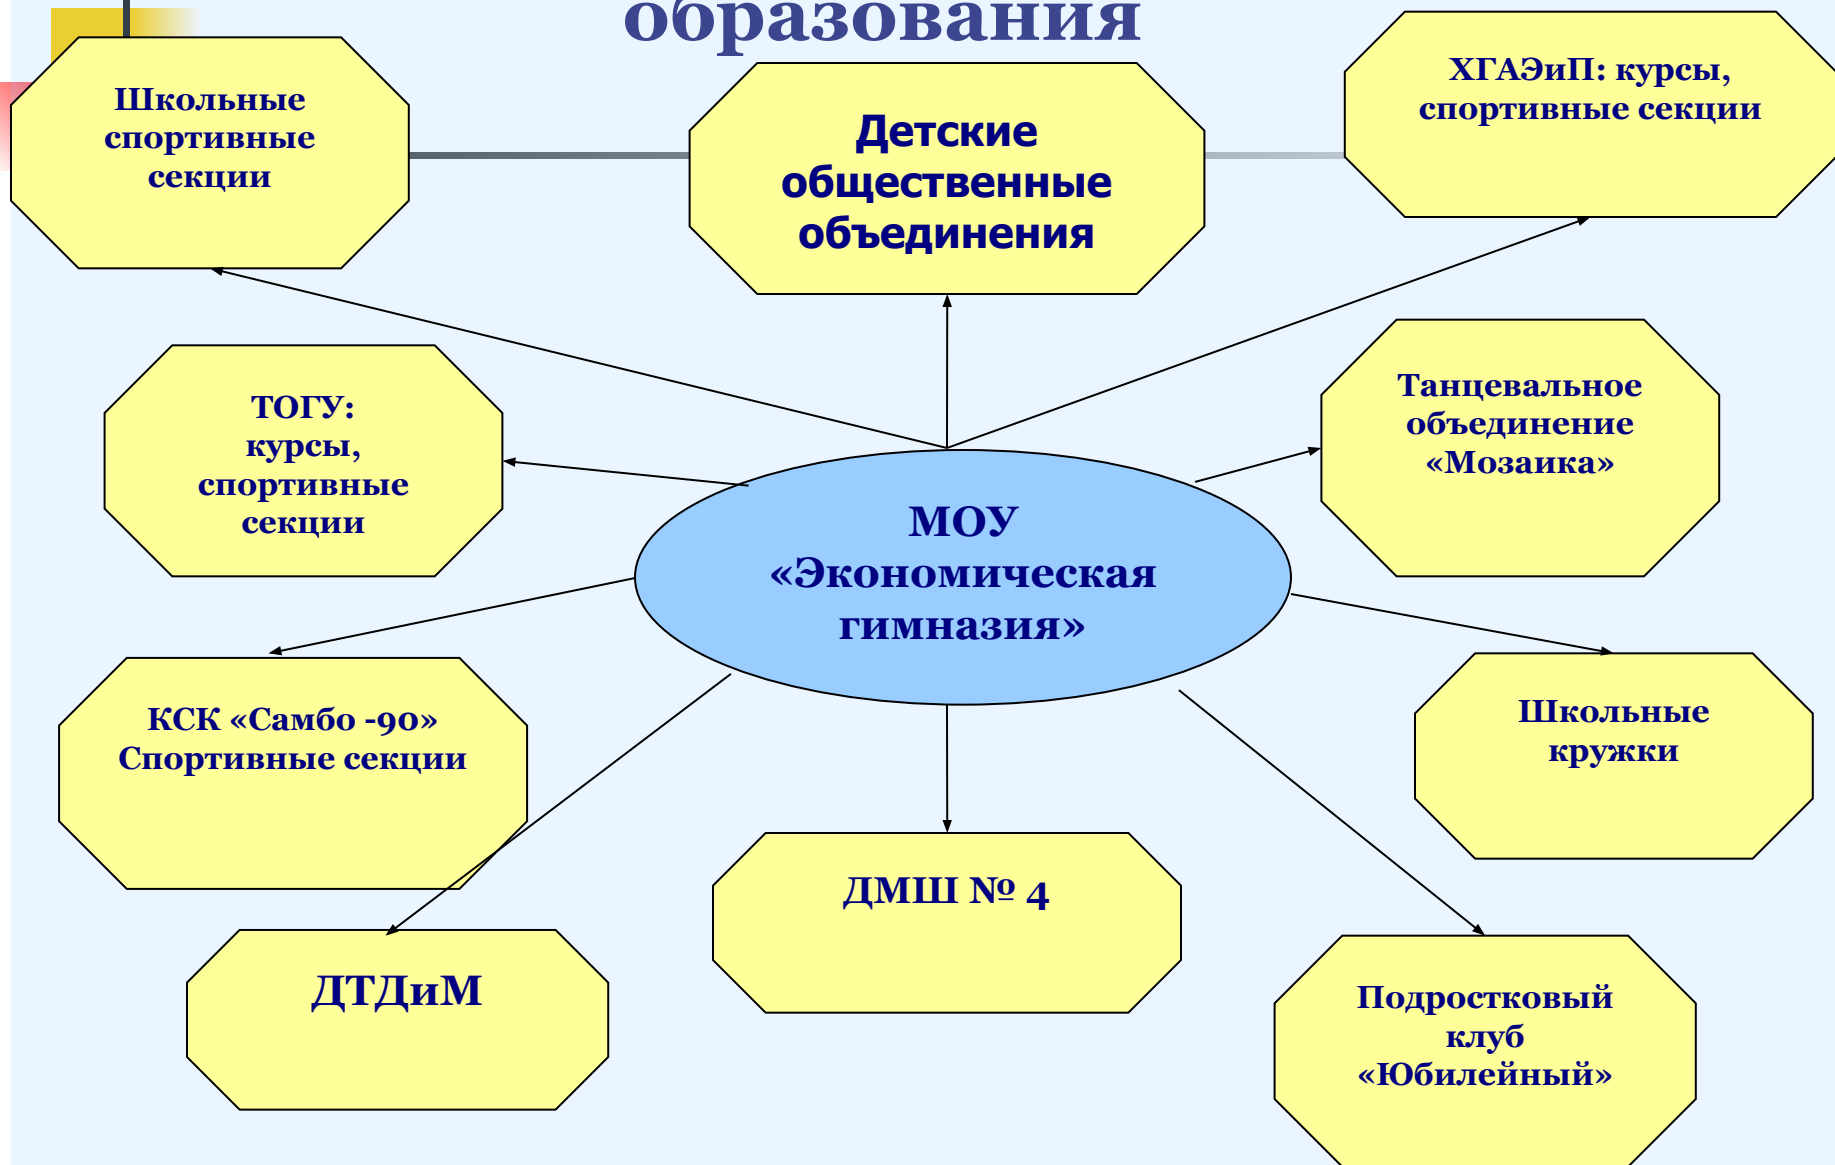 образования
Школьные
спортивные
секции
Детские
общественные
объединения
ХГАЭиП: курсы,
спортивные секции
ТОГУ:
курсы,
спортивные
секции
Танцевальное
объединение
«Мозаика»
МОУ
«Экономическая
гимназия»
КСК «Самбо -90»
Спортивные секции
Школьные
кружки
ДМШ № 4
ДТДиМ
Подростковый
клуб
«Юбилейный»